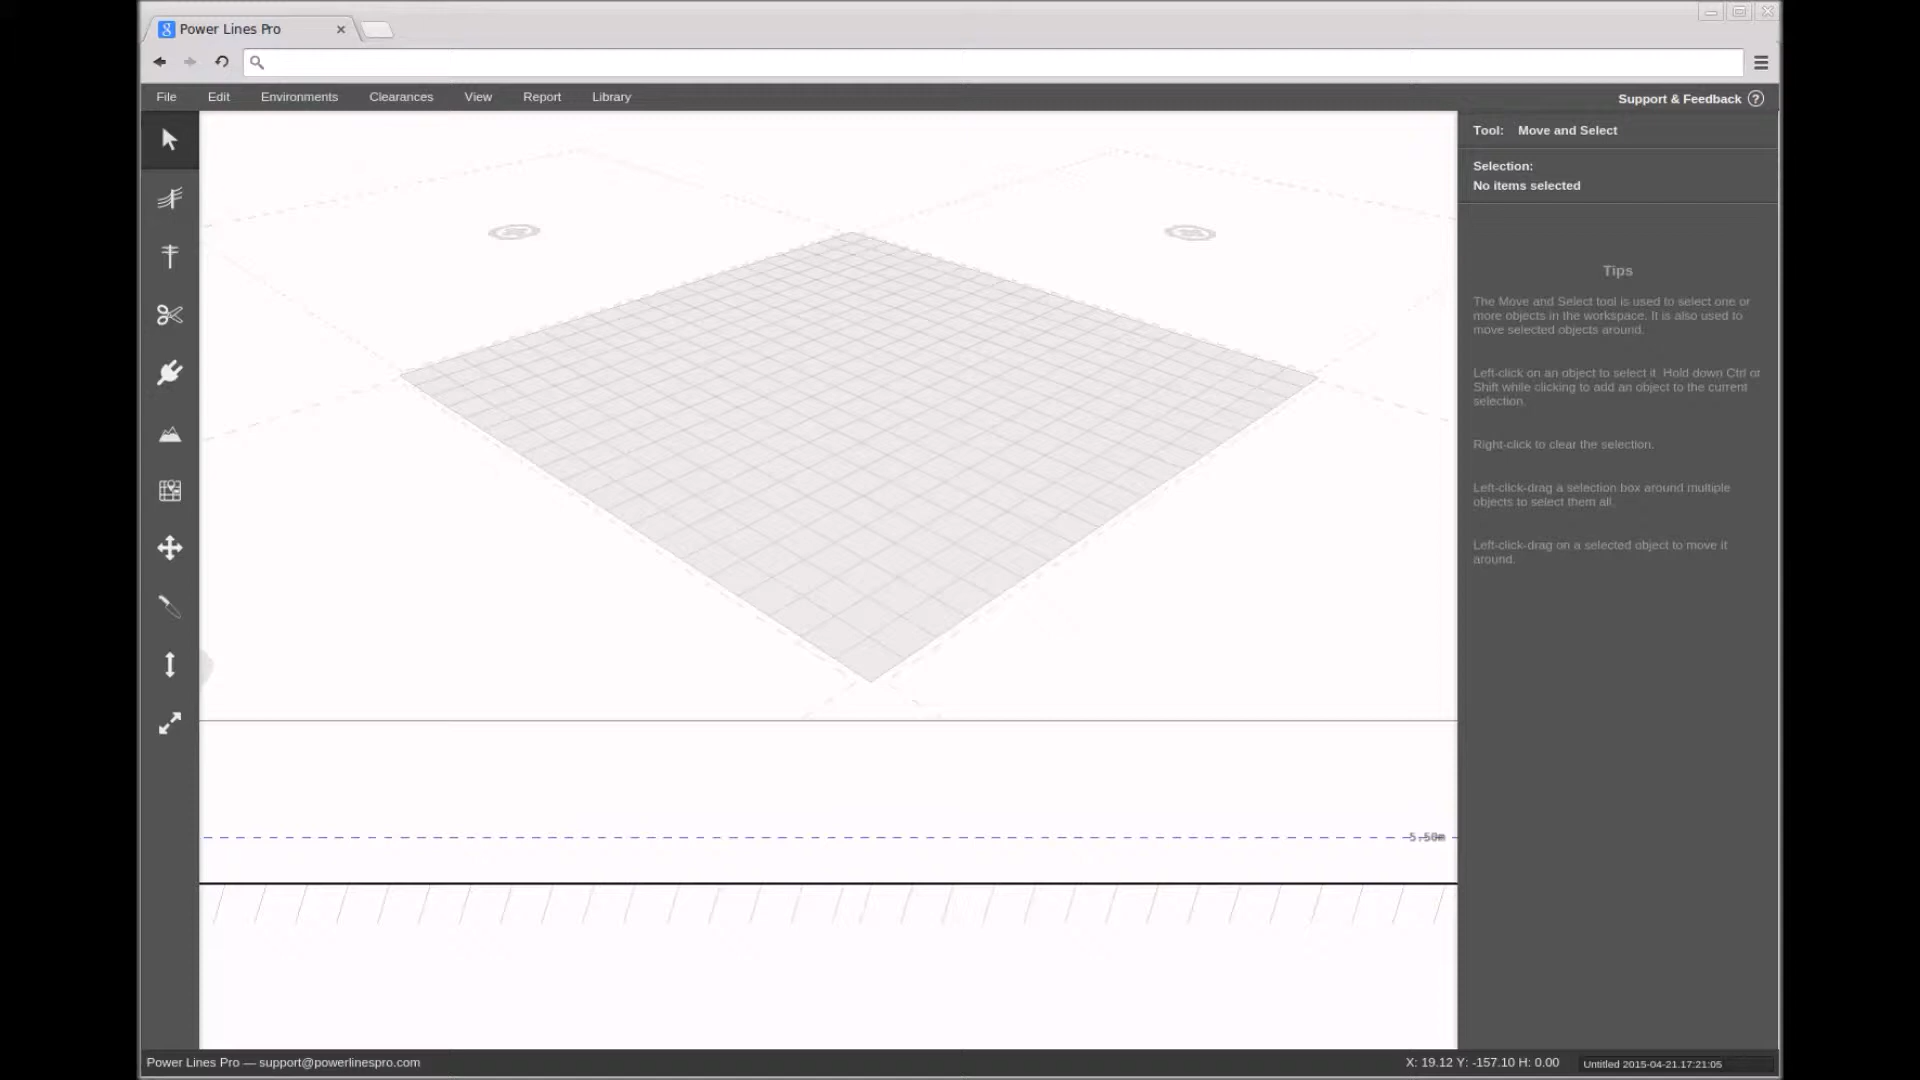 Power Lines Pro
File Edit Environments Clearances View Report Library
Support & Feedback ?
Tool: Move and Select
Selection:
No items selected
Tips
The Move and Select tool is used to select one or
more objects in the workspace. It is also used to
move selected objects around.
Left-click on an object to select it. Hold down Ctrl or
Shift while clicking to add an object to the current
selection.
Right-click to clear the selection.
Left-click-drag a selection box around multiple
objects to select them all.
Left-click-drag on a selected object to move it
around.
5.50m
Power Lines Pro — support@powerlinespro.com
X: 19.12 Y: -157.10 H: 0.00
Untitled 2015-04-21.17:21:05